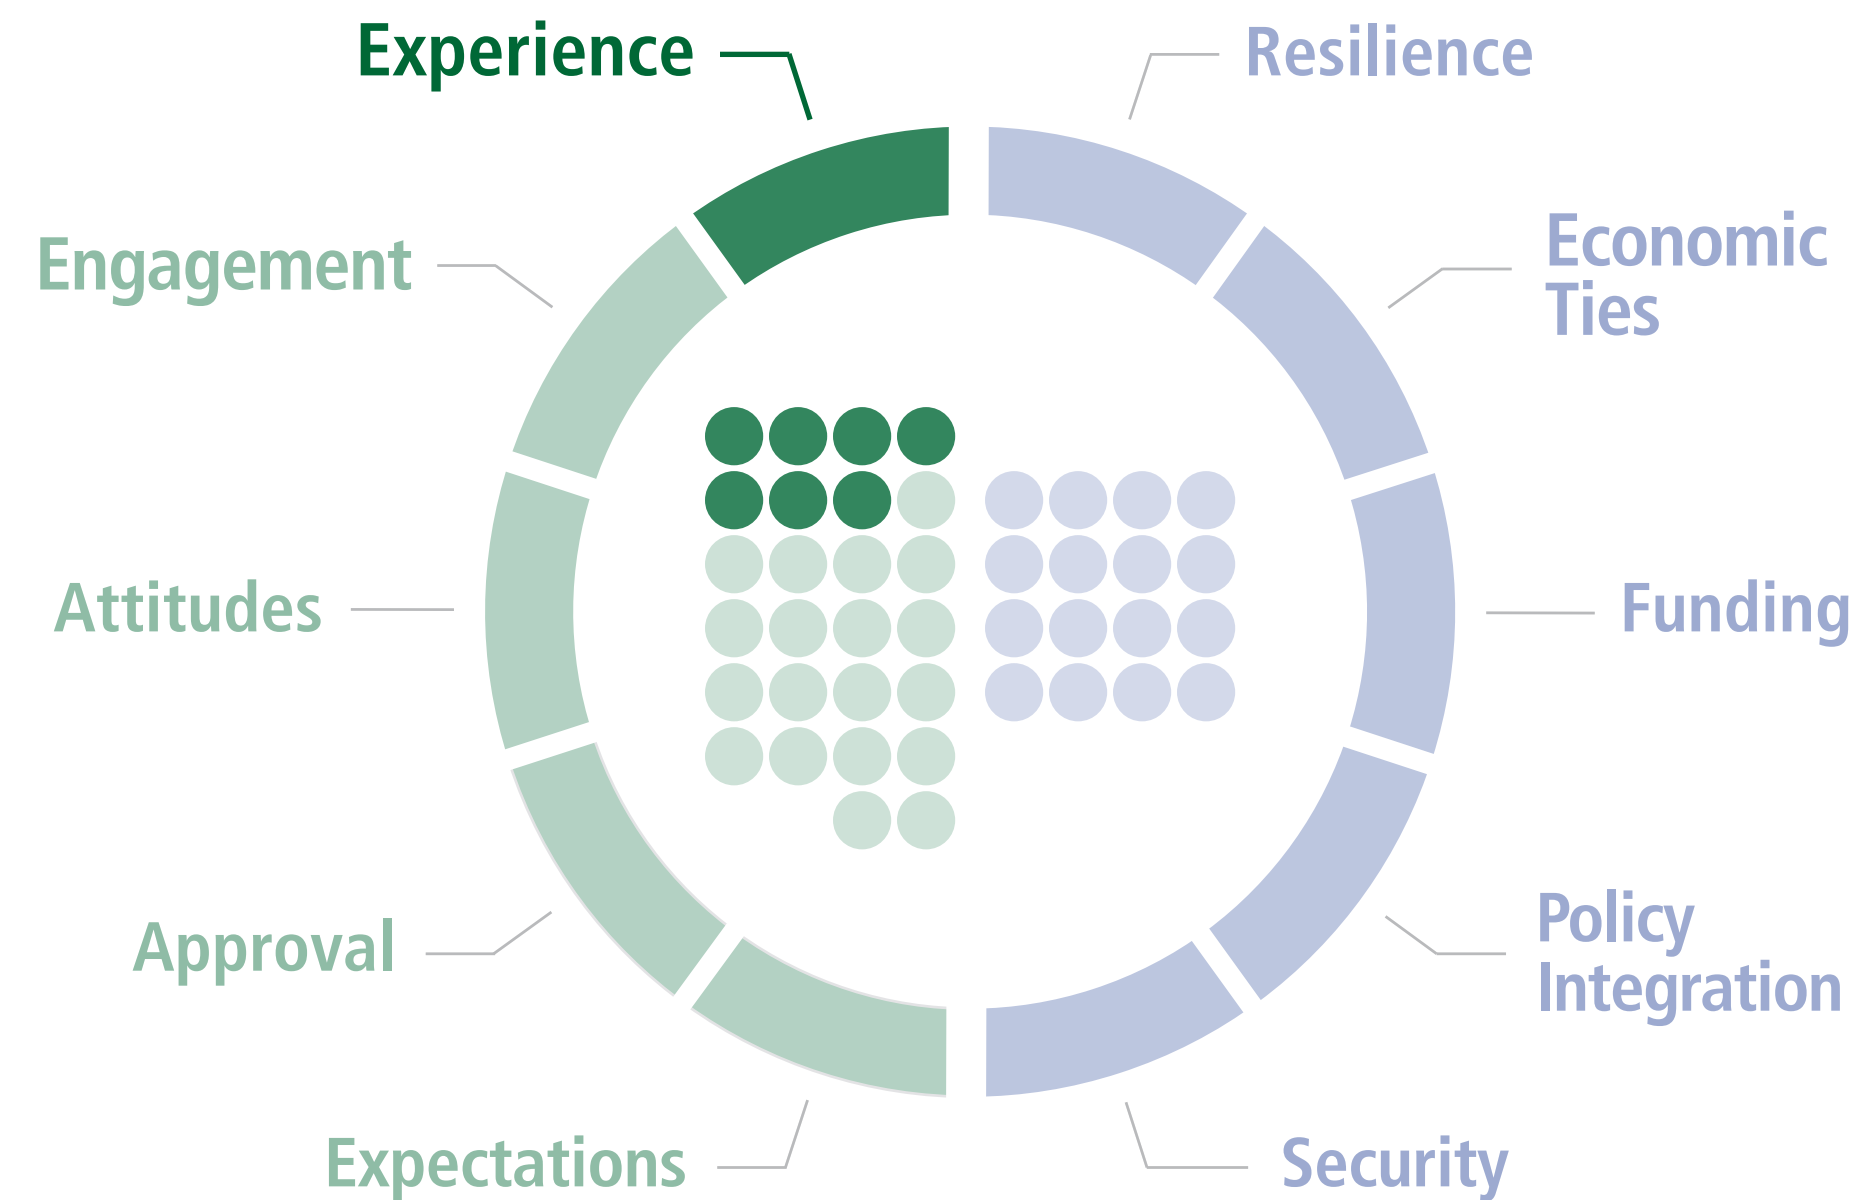 Experience
Resilience
Engagement
Economic
Ties
Attitudes
Funding
Approval
Policy
Integration
Expectations
Security